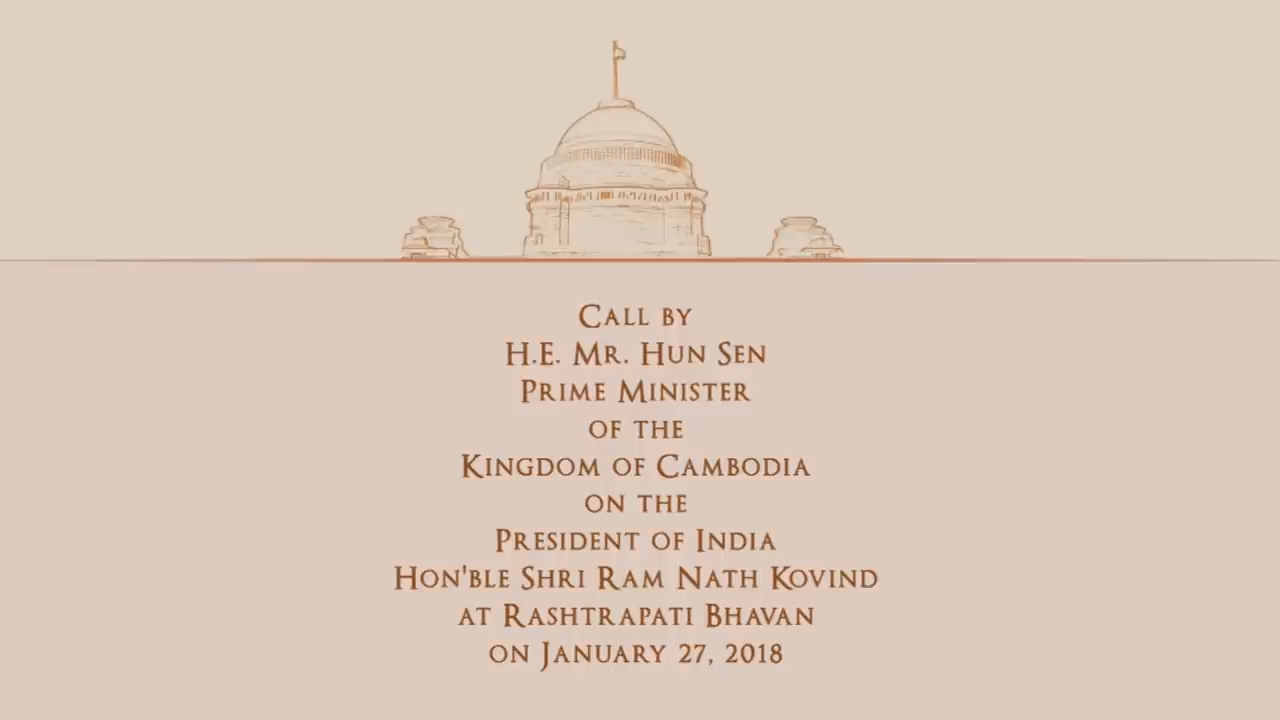 Call by
H.E. Mr. Hun Sen
Prime Minister
of the
Kingdom of Cambodia
on the
President of India
Hon'ble Shri Ram Nath Kovind
at Rashtrapati Bhavan
on January 27, 2018